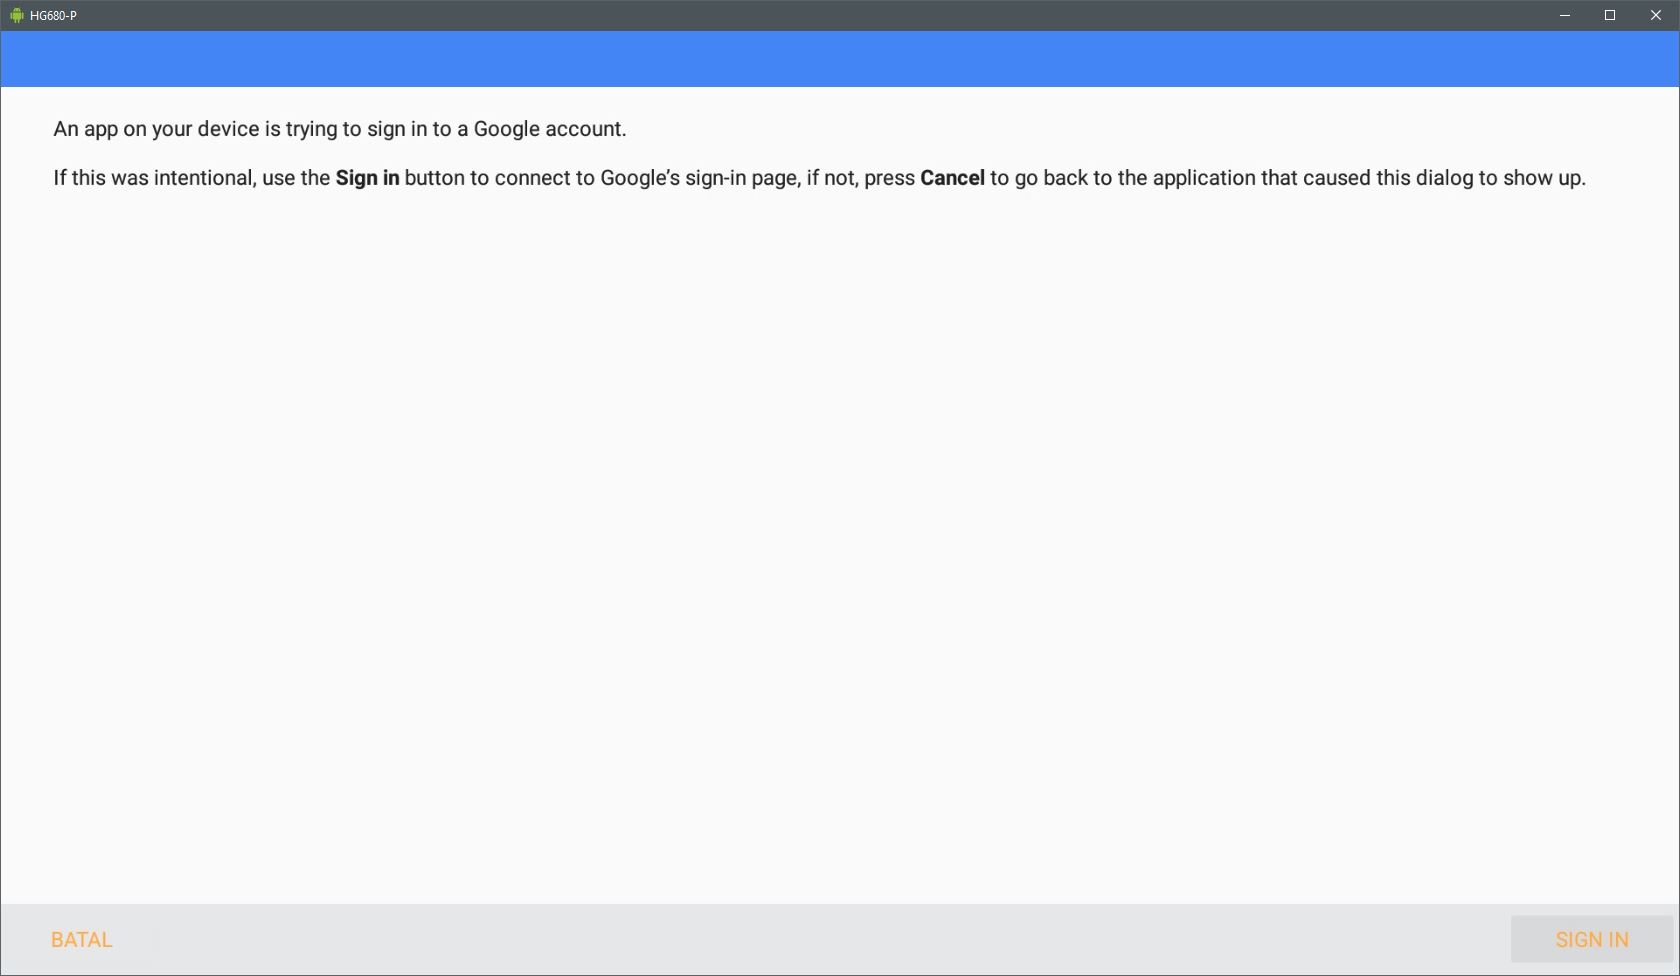 HG680-P
An app on your device is trying to sign in to a Google account.
If this was intentional, use the Sign in button to connect to Google’s sign-in page, if not, press Cancel to go back to the application that caused this dialog to show up.
BATAL
SIGN IN